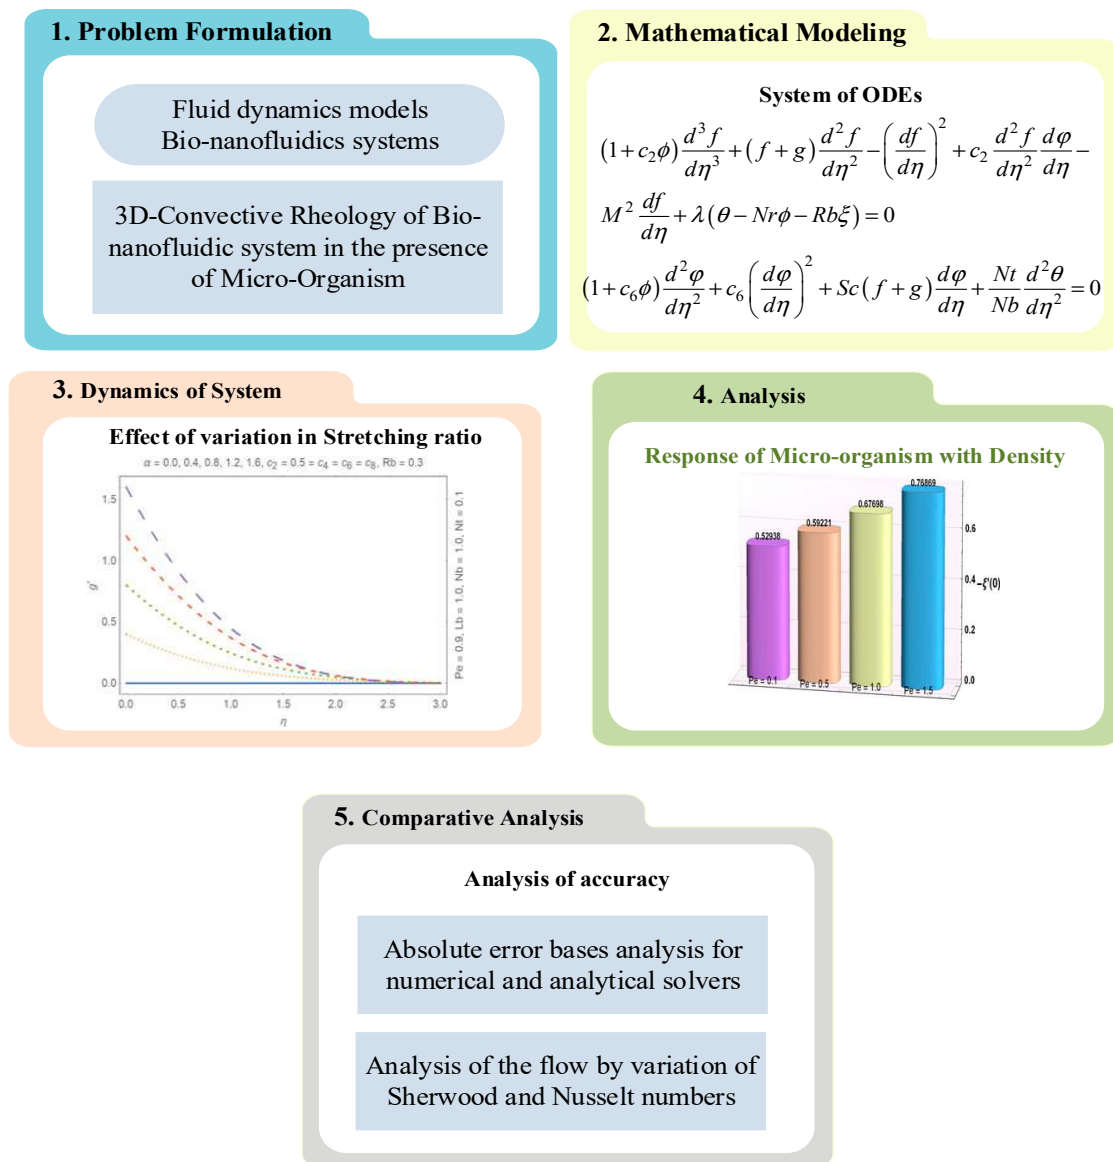 1. Problem Formulation
Fluid dynamics models
Bio-nanofluidics systems
3D-Convective Rheology of Bio-
nanofluidic system in the presence
of Micro-Organism
2. Mathematical Modeling
System of ODEs
(1+c₂ϕ) d³f/dη³ + (f+g) d²f/dη² − (df/dη)² + c₂ d²f/dη² dφ/dη −
M² df/dη + λ(θ − Nrϕ − Rbξ) = 0
(1+c₆ϕ) d²φ/dη² + c₆ (dφ/dη)² + Sc(f+g) dφ/dη + Nt/Nb d²θ/dη² = 0
3. Dynamics of System
Effect of variation in Stretching ratio
α = 0.0, 0.4, 0.8, 1.2, 1.6, c₂ = 0.5 = c₄ = c₆ = c₈, Rb = 0.3
1.5
1.0
0.5
0.0
g'
0.0 0.5 1.0 1.5 2.0 2.5 3.0
η
Pe = 0.9, Lb = 1.0, Nb = 1.0, Nt = 0.1
4. Analysis
Response of Micro-organism with Density
0.52938 0.59221 0.67698 0.76869
0.6
0.4
0.2
0.0
−ξ'(0)
Pe = 0.1 Pe = 0.5 Pe = 1.0 Pe = 1.5
5. Comparative Analysis
Analysis of accuracy
Absolute error bases analysis for
numerical and analytical solvers
Analysis of the flow by variation of
Sherwood and Nusselt numbers